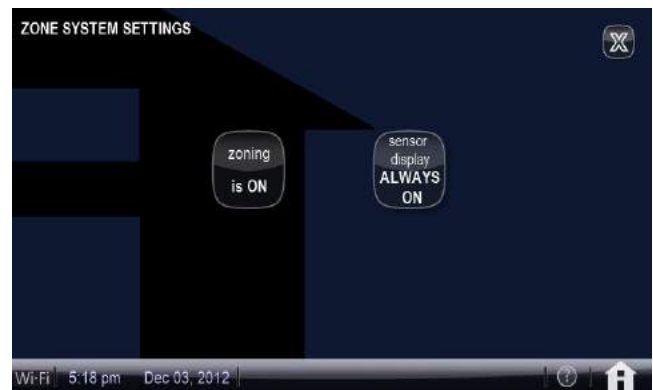 ZONE SYSTEM SETTINGS
X
zoning
is ON
sensor
display
ALWAYS
ON
Wi-Fi 5:18 pm Dec 03, 2012 ?